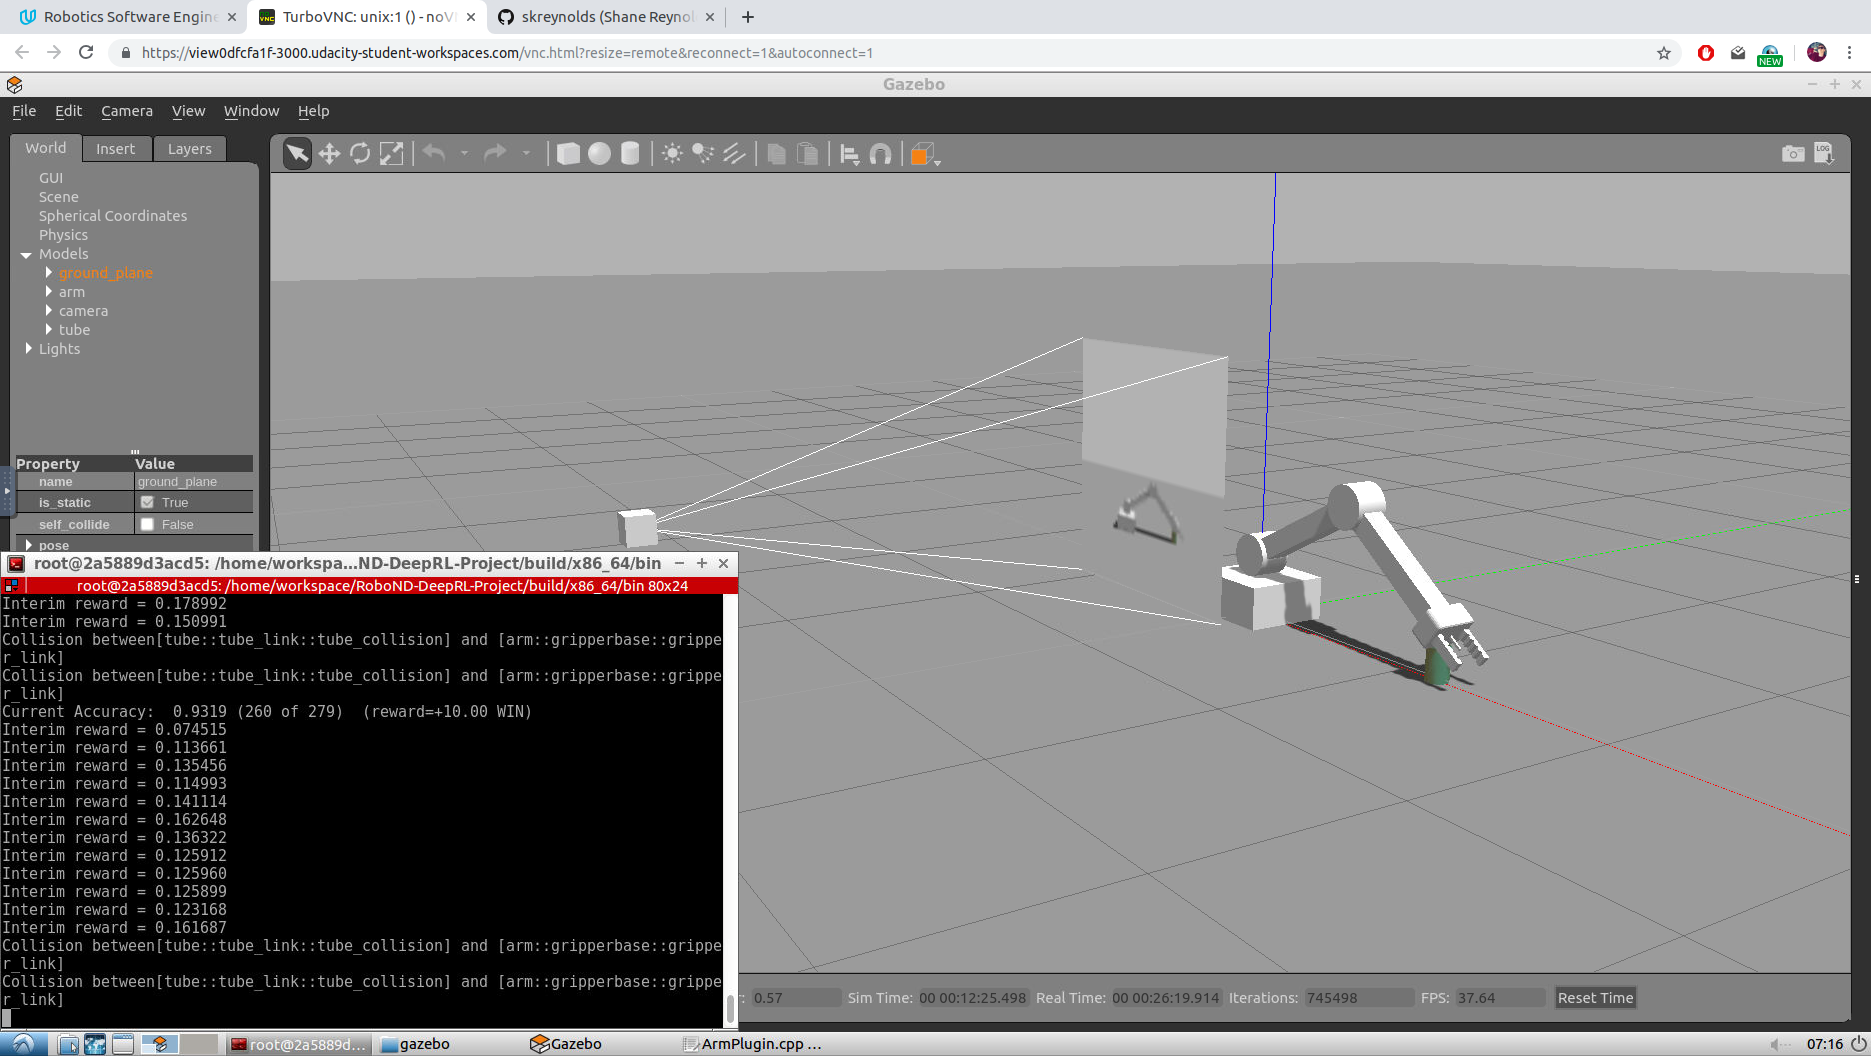 Robotics Software Engine
TurboVNC: unix:1 () - noV
skreynolds (Shane Reynol
https://view0dfcfa1f-3000.udacity-student-workspaces.com/vnc.html?resize=remote&reconnect=1&autoconnect=1
NEW
Gazebo
File Edit Camera View Window Help
World Insert Layers
LOG
GUI
Scene
Spherical Coordinates
Physics
Models
ground_plane
arm
camera
tube
Lights
Property Value
name ground_plane
is_static True
self_collide False
pose
root@2a5889d3acd5: /home/workspa...ND-DeepRL-Project/build/x86_64/bin
root@2a5889d3acd5: /home/workspace/RoboND-DeepRL-Project/build/x86_64/bin 80x24
Interim reward = 0.178992
Interim reward = 0.150991
Collision between[tube::tube_link::tube_collision] and [arm::gripperbase::grippe
r_link]
Collision between[tube::tube_link::tube_collision] and [arm::gripperbase::grippe
r_link]
Current Accuracy:  0.9319 (260 of 279)  (reward=+10.00 WIN)
Interim reward = 0.074515
Interim reward = 0.113661
Interim reward = 0.135456
Interim reward = 0.114993
Interim reward = 0.141114
Interim reward = 0.162648
Interim reward = 0.136322
Interim reward = 0.125912
Interim reward = 0.125960
Interim reward = 0.125899
Interim reward = 0.123168
Interim reward = 0.161687
Collision between[tube::tube_link::tube_collision] and [arm::gripperbase::grippe
r_link]
Collision between[tube::tube_link::tube_collision] and [arm::gripperbase::grippe
r_link]
: 0.57 Sim Time: 00 00:12:25.498 Real Time: 00 00:26:19.914 Iterations: 745498 FPS: 37.64 Reset Time
root@2a5889d... gazebo Gazebo ArmPlugin.cpp ... 07:16